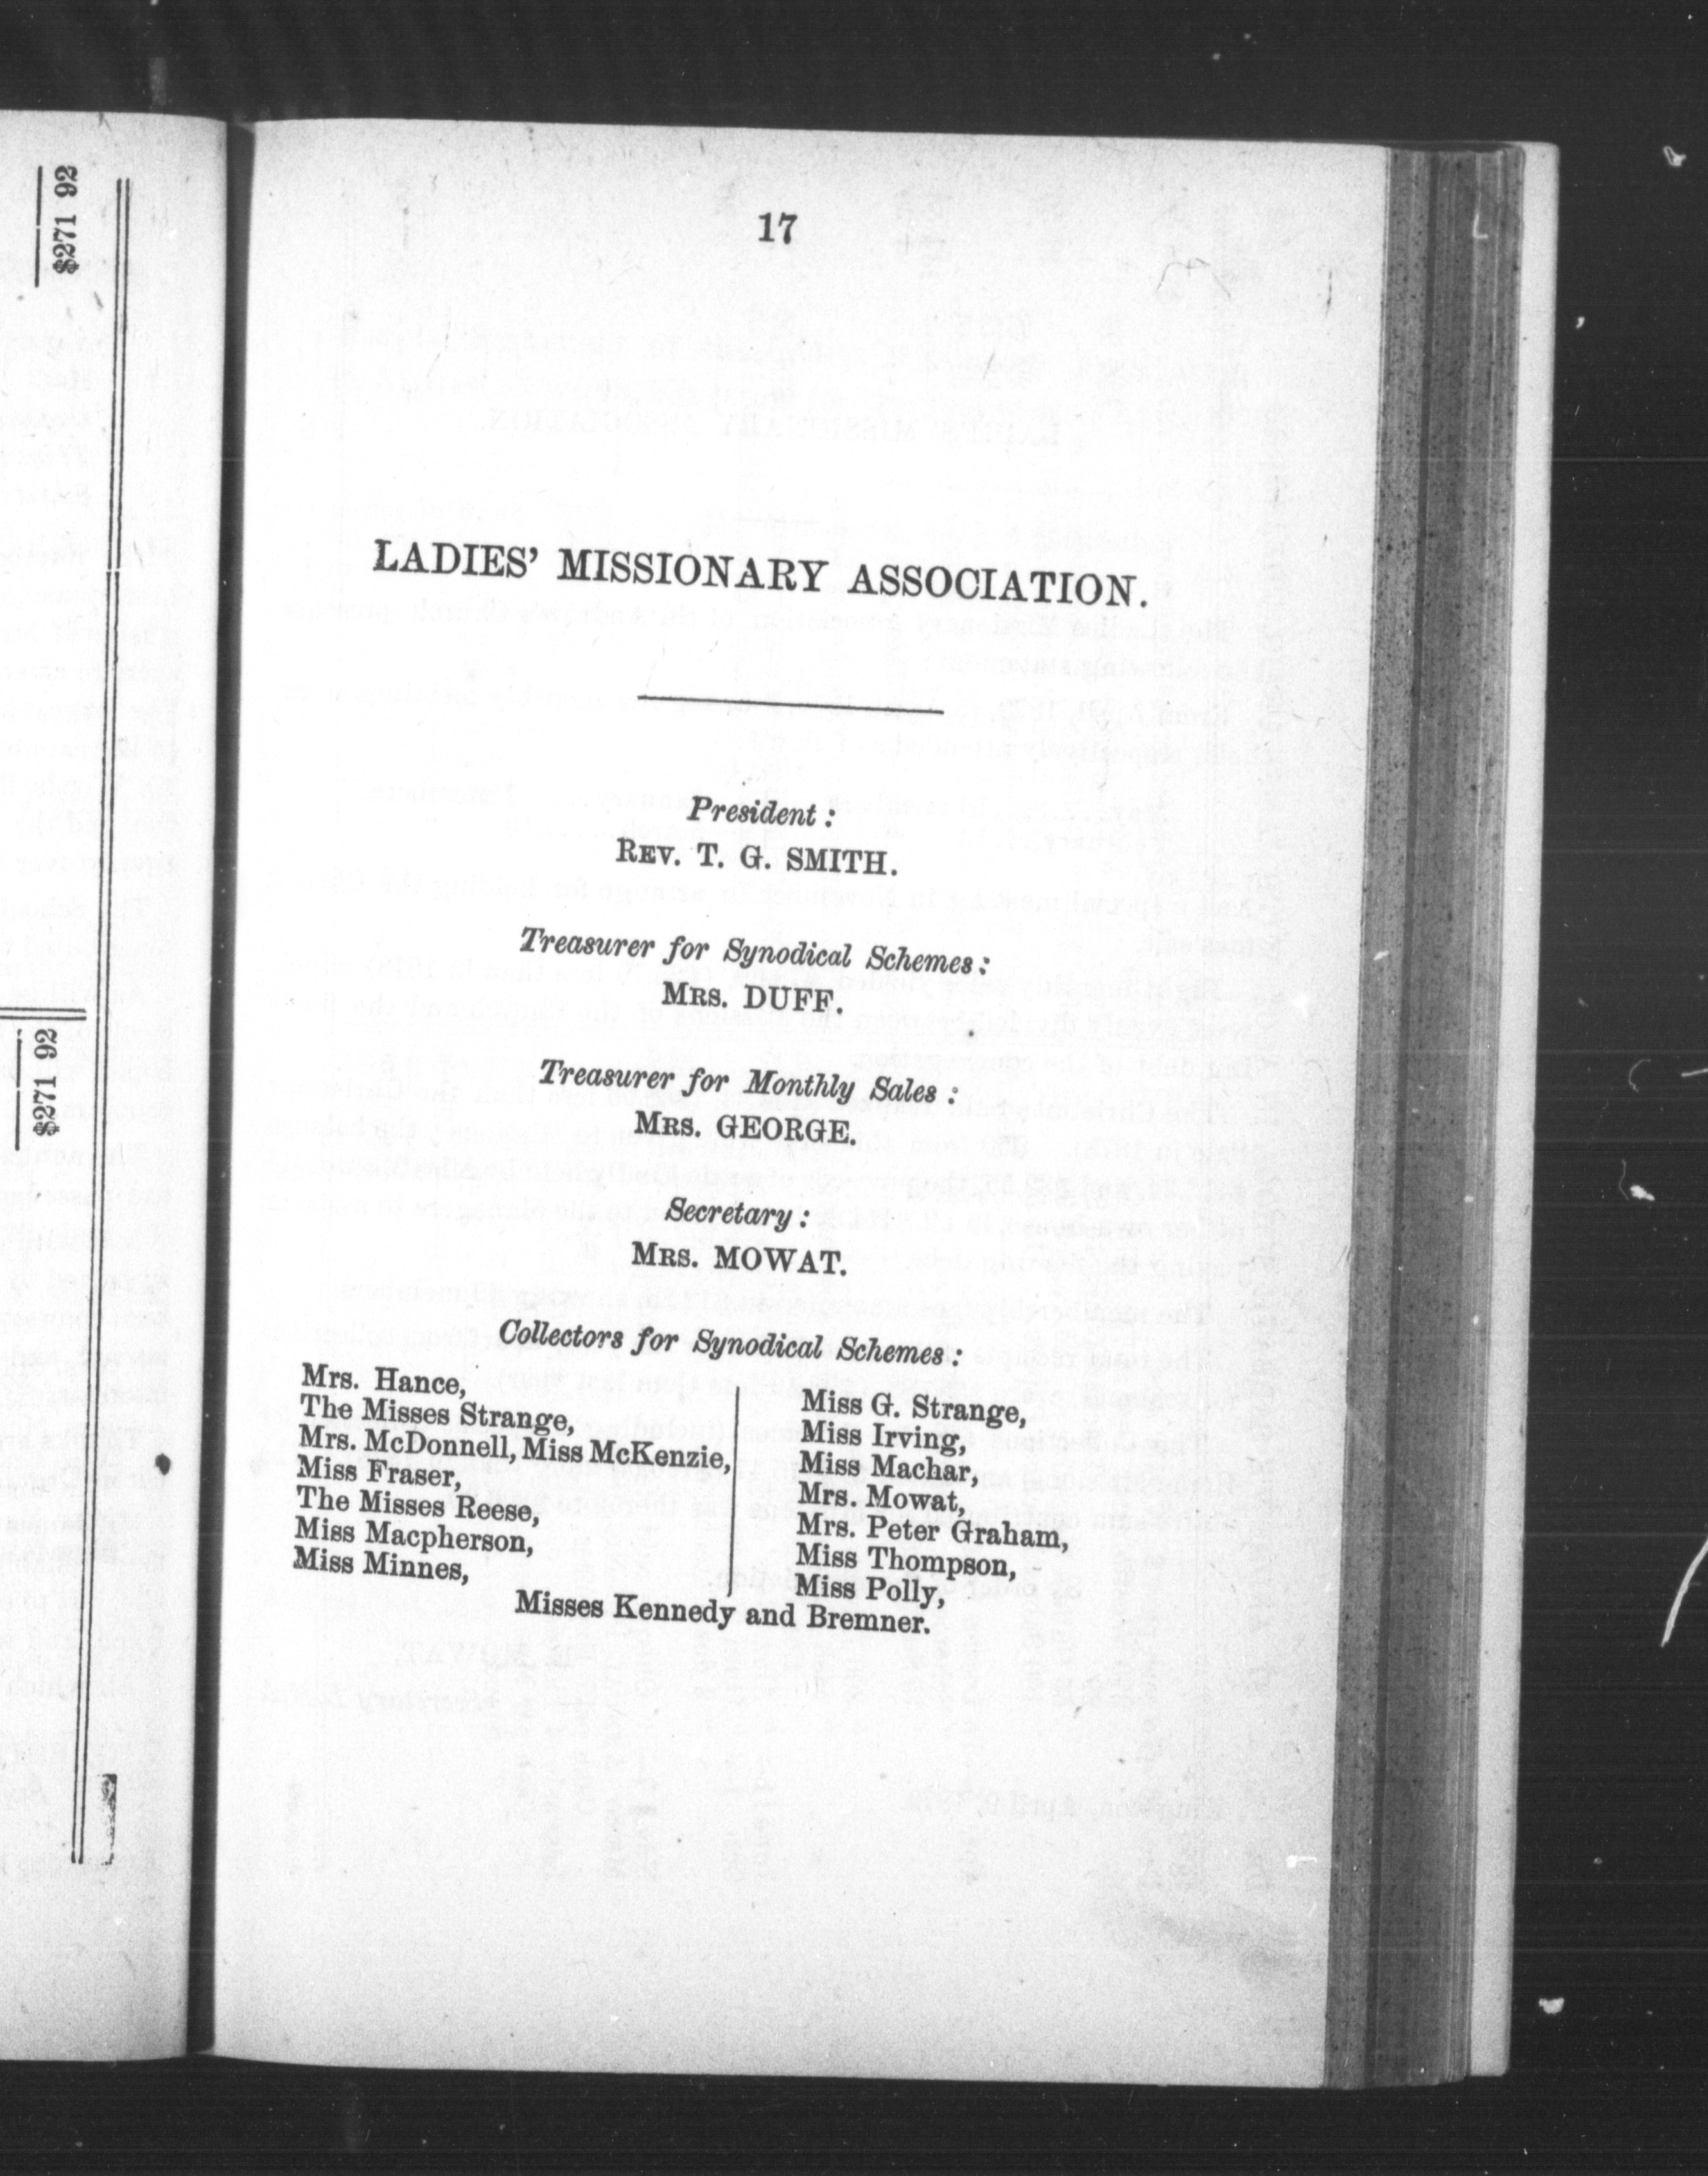 $271 92
$271 92
17
LADIES' MISSIONARY ASSOCIATION.
President :
REV. T. G. SMITH.
Treasurer for Synodical Schemes :
MRS. DUFF.
Treasurer for Monthly Sales :
MRS. GEORGE.
Secretary :
MRS. MOWAT.
Collectors for Synodical Schemes :
Mrs. Hance,
The Misses Strange,
Mrs. McDonnell, Miss McKenzie,
Miss Fraser,
The Misses Reese,
Miss Macpherson,
Miss Minnes,
Miss G. Strange,
Miss Irving,
Miss Machar,
Mrs. Mowat,
Mrs. Peter Graham,
Miss Thompson,
Miss Polly,
Misses Kennedy and Bremner.